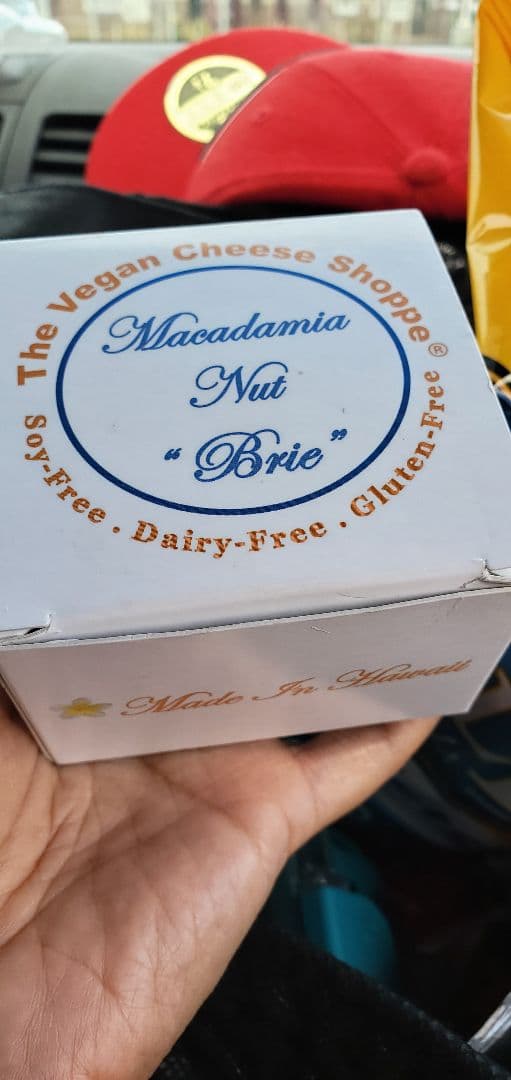 The Vegan Cheese Shoppe®
Macadamia
Nut
"Brie"
Soy-Free • Dairy-Free • Gluten-Free
Made In Hawaii